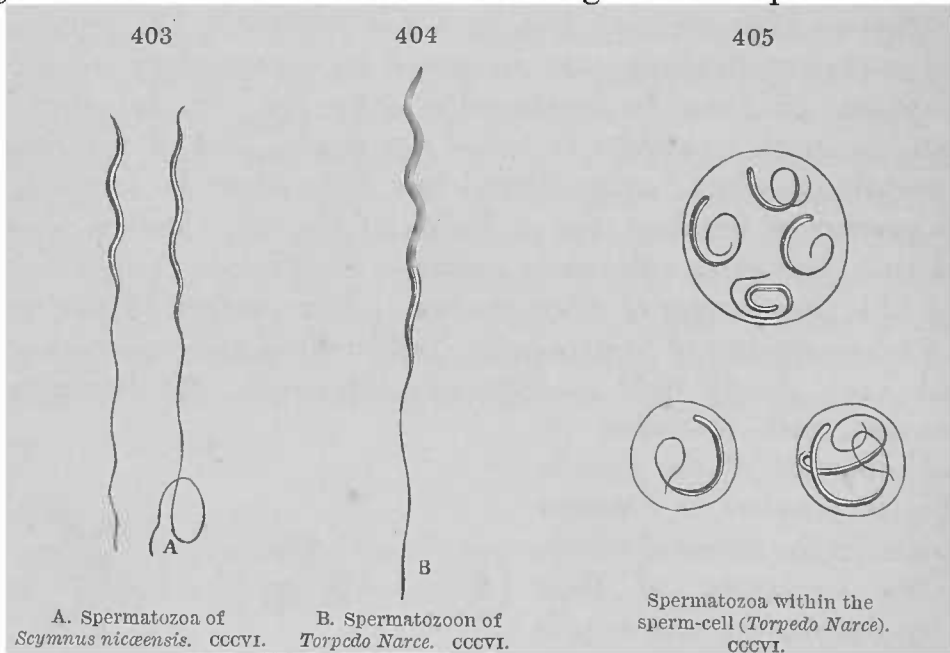 403
404
405
A
B
A. Spermatozoa of
Scymnus nicæensis. CCCVI.
B. Spermatozoon of
Torpedo Narce. CCCVI.
Spermatozoa within the
sperm-cell (Torpedo Narce).
CCCVI.